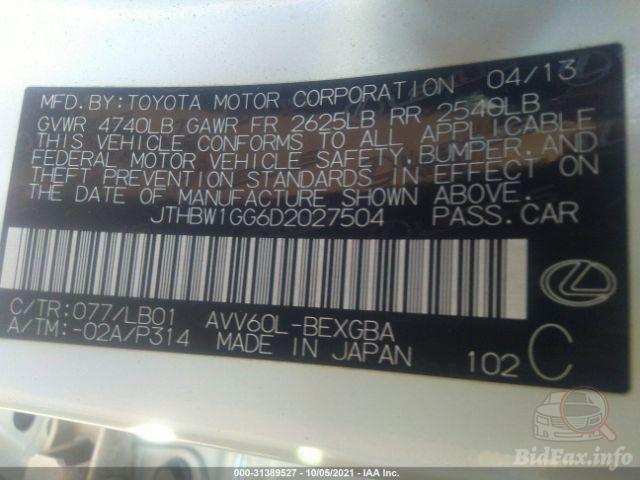 MFD.BY:TOYOTA MOTOR CORPORATION 04/13
GVWR 4740LB GAWR FR 2625LB RR 2540LB
THIS VEHICLE CONFORMS TO ALL APPLICABLE
FEDERAL MOTOR VEHICLE SAFETY,BUMPER,AND
THEFT PREVENTION STANDARDS IN EFFECT ON
THE DATE OF MANUFACTURE SHOWN ABOVE.
JTHBW1GG6D2027504 PASS.CAR
C/TR:077/LB01 AVV60L-BEXGBA
A/TM:-02A/P314 MADE IN JAPAN 102 C
000-31389527 - 10/05/2021 - IAA Inc.
BidFax.info